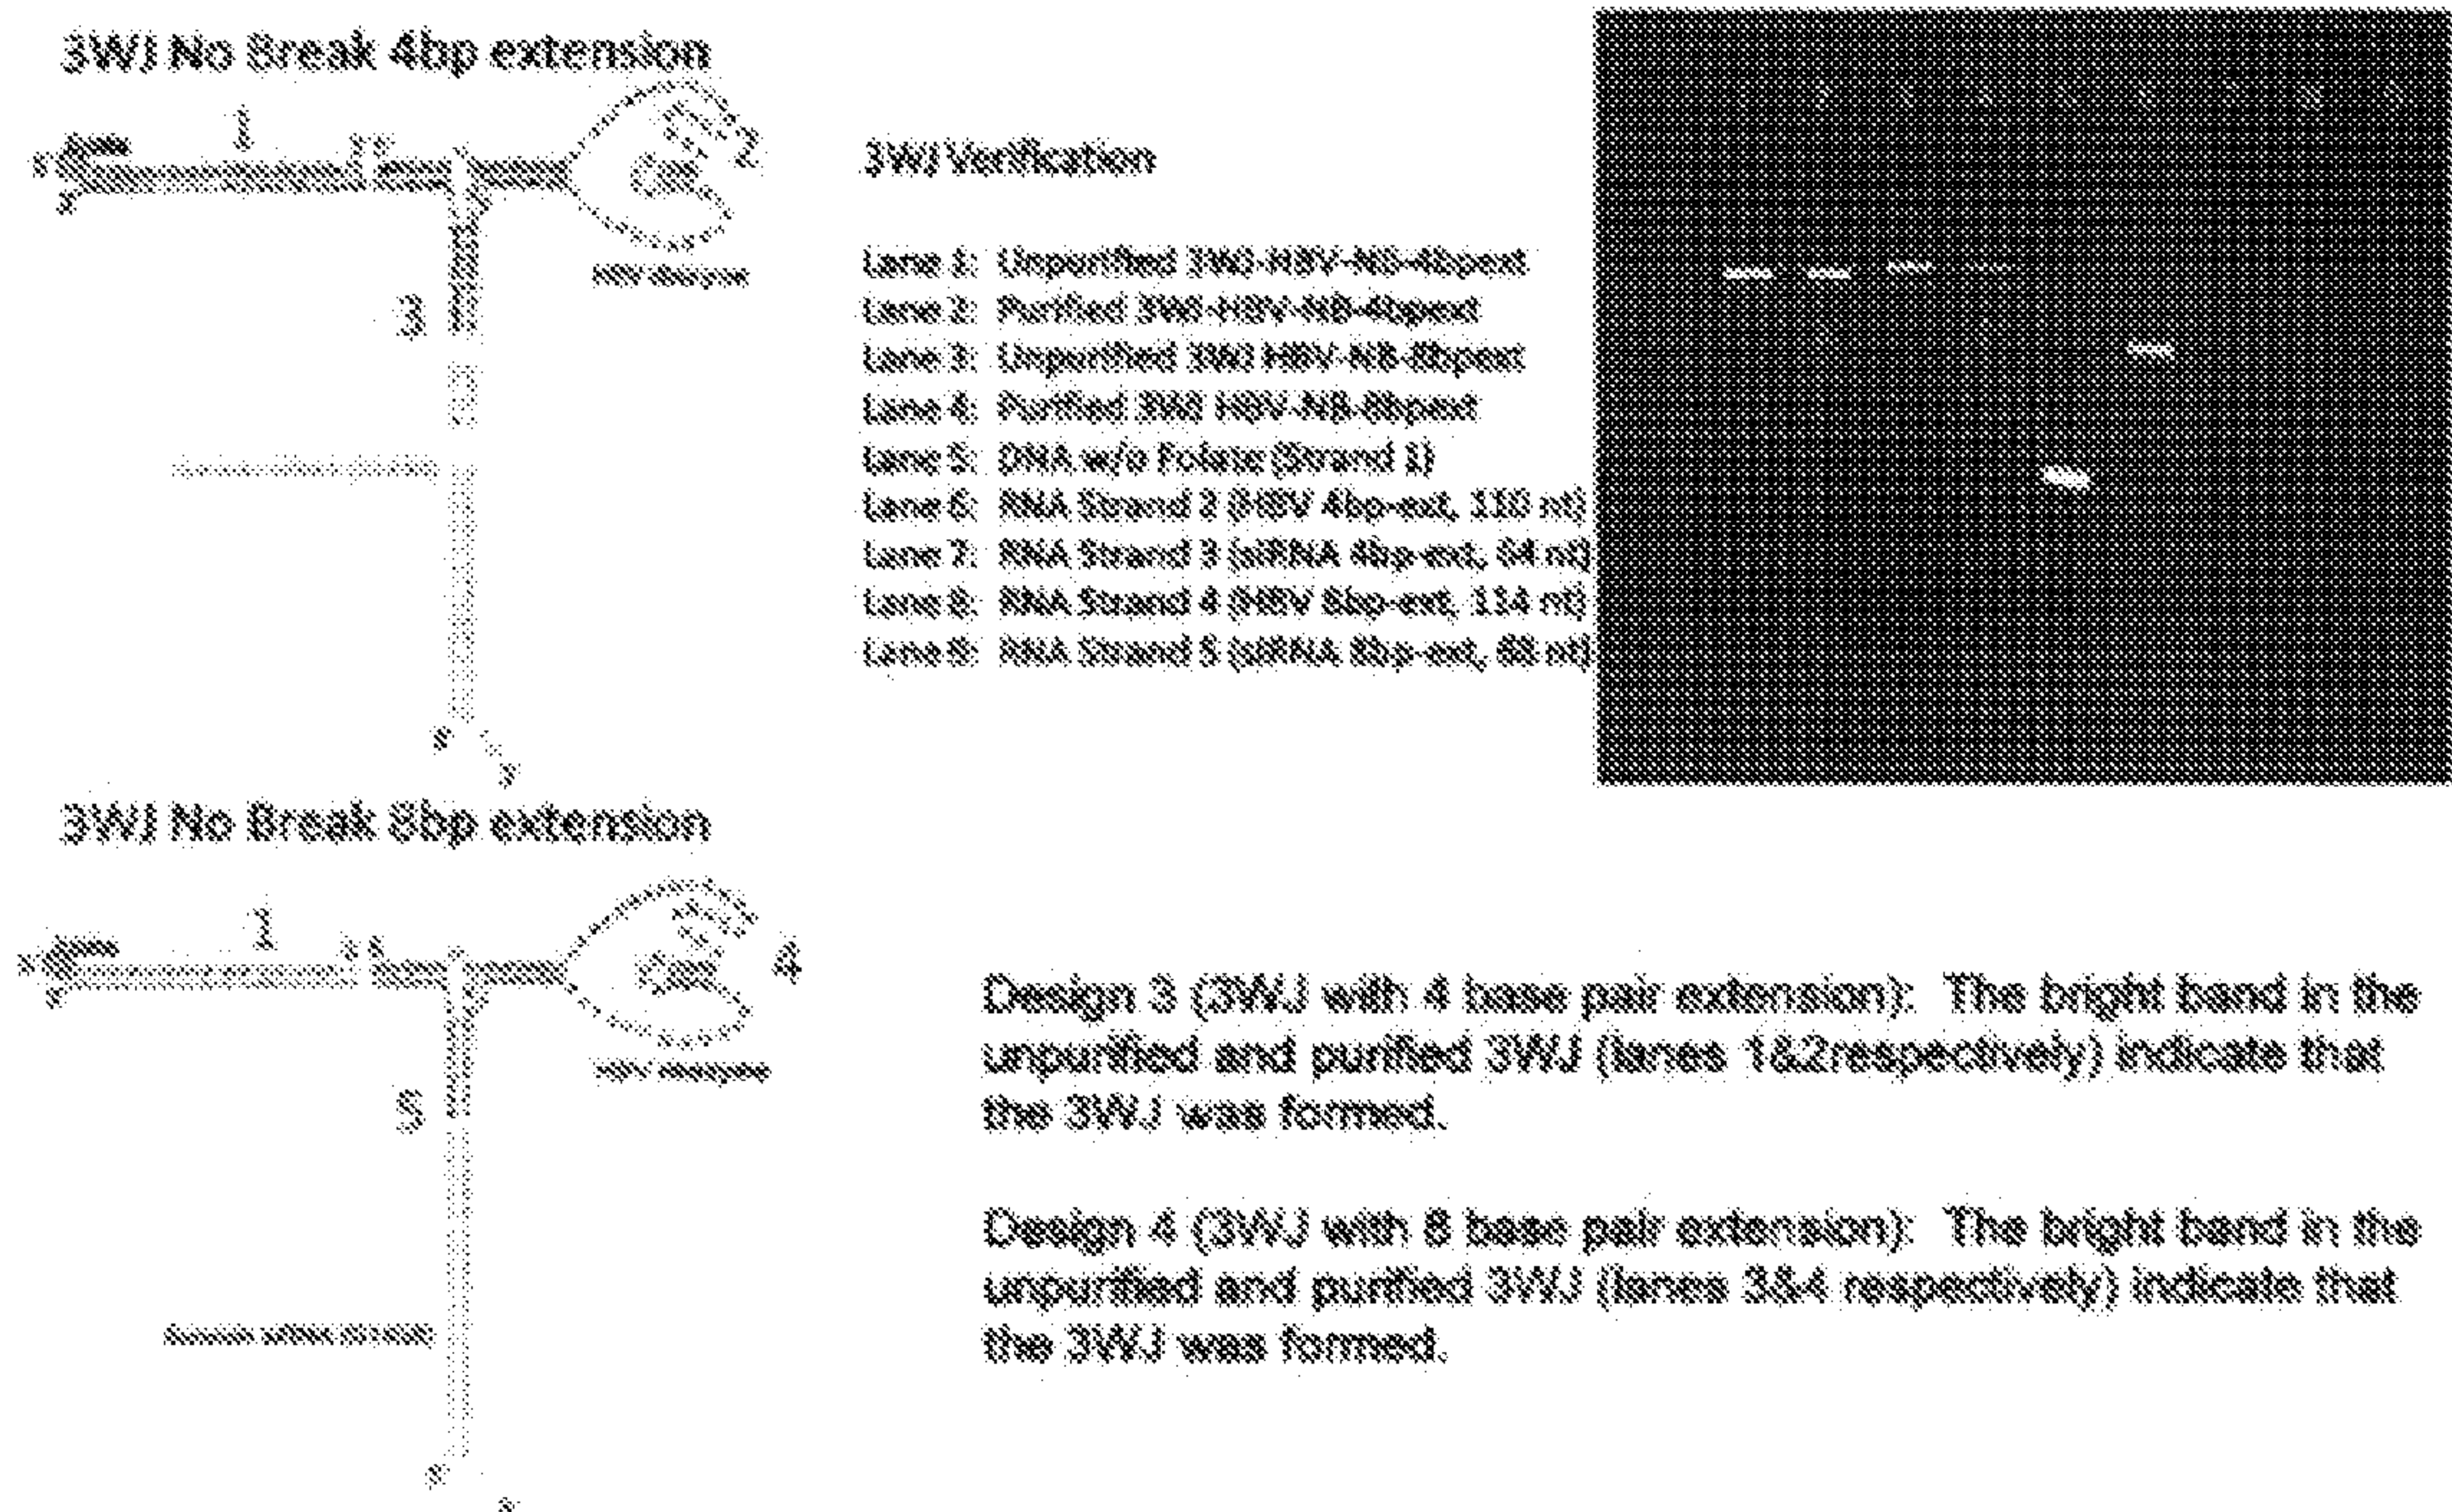 3WJ No Break 4bp extension
1
2
3
3WJ Verification
Lane 1: Unpurified 3WJ-HBV-NB-4bpext
Lane 2: Purified 3WJ-HBV-NB-4bpext
Lane 3: Unpurified 3WJ HBV-NB-8bpext
Lane 4: Purified 3WJ HBV-NB-8bpext
Lane 5: DNA w/o Folate (Strand 1)
Lane 6: RNA Strand 2 (HBV 4bp-ext, 110 nt)
Lane 7: RNA Strand 3 (siRNA 4bp-ext, 64 nt)
Lane 8: RNA Strand 4 (HBV 8bp-ext, 114 nt)
Lane 9: RNA Strand 5 (siRNA 8bp-ext, 68 nt)
3WJ No Break 8bp extension
1
4
5
Design 3 (3WJ with 4 base pair extension): The bright band in the
unpurified and purified 3WJ (lanes 1&2respectively) indicate that
the 3WJ was formed.
Design 4 (3WJ with 8 base pair extension): The bright band in the
unpurified and purified 3WJ (lanes 3&4 respectively) indicate that
the 3WJ was formed.